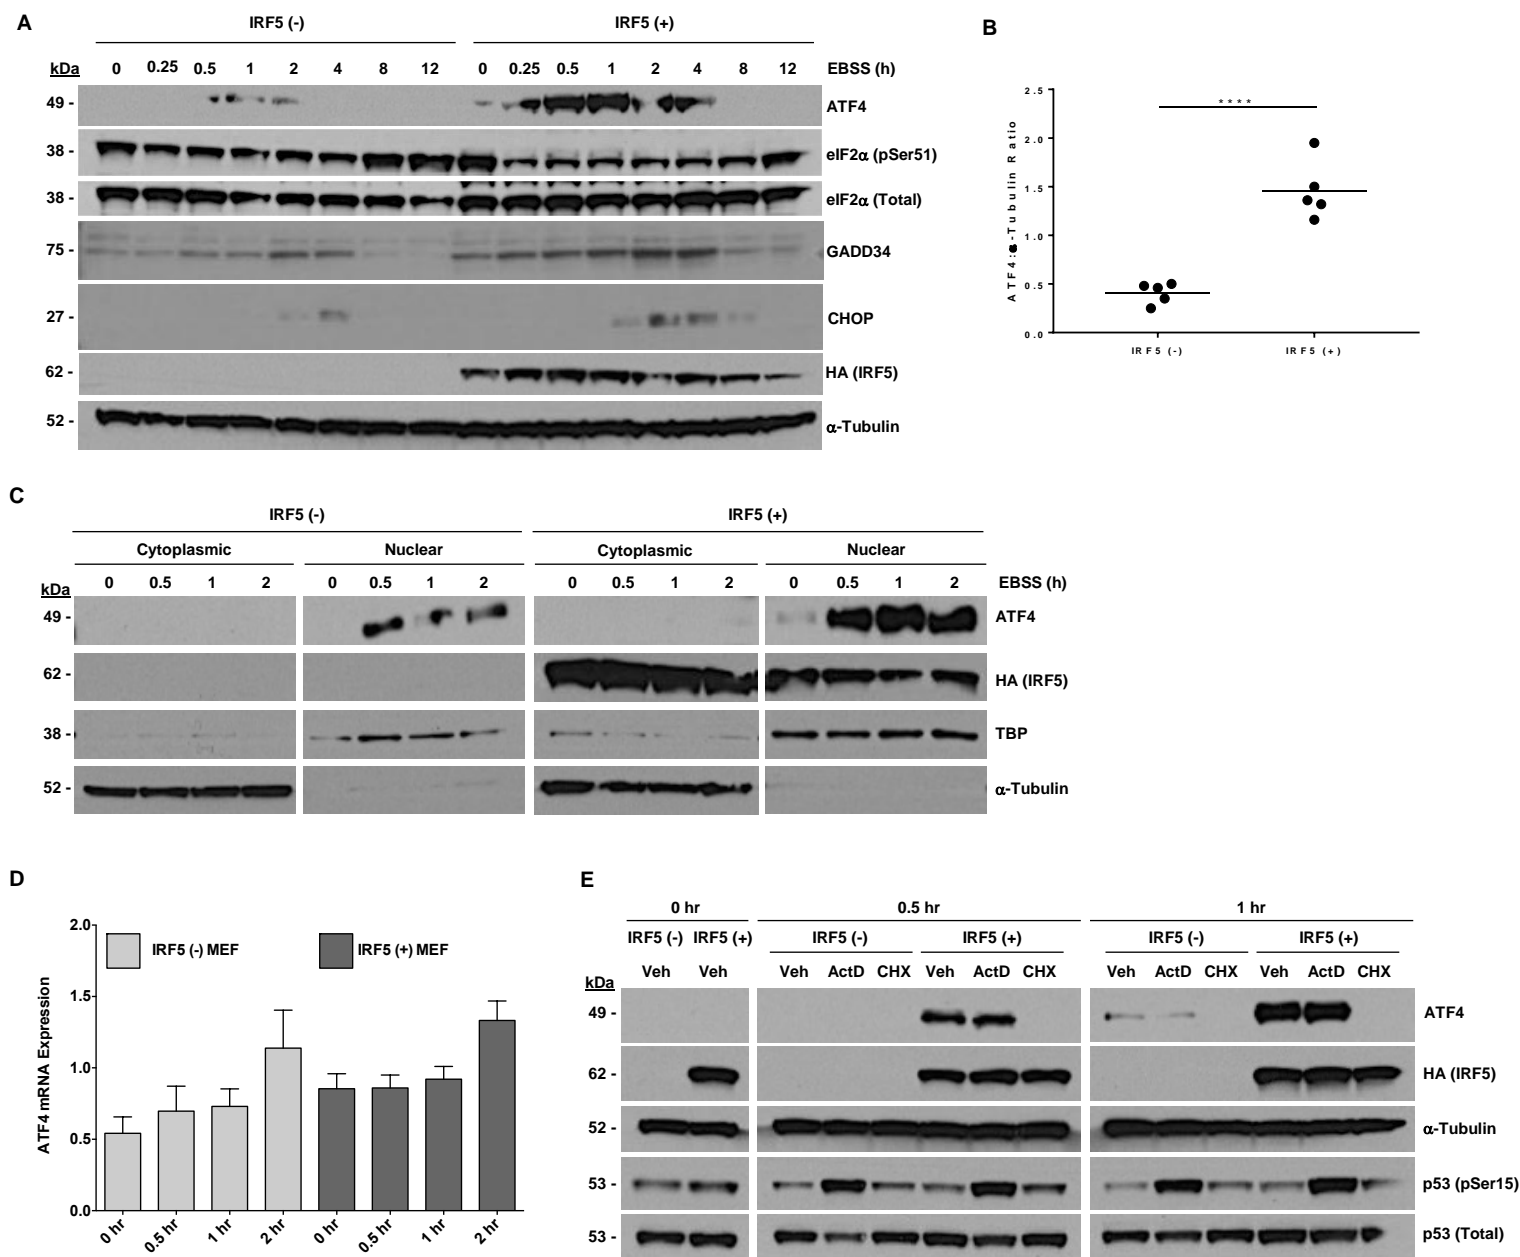 A
IRF5 (-) IRF5 (+)
kDa 0 0.25 0.5 1 2 4 8 12 0 0.25 0.5 1 2 4 8 12 EBSS (h)
49 - ATF4
38 - eIF2α (pSer51)
38 - eIF2α (Total)
75 - GADD34
27 - CHOP
62 - HA (IRF5)
52 - α-Tubulin
B
ATF4:α-Tubulin Ratio
2.5
2.0
1.5
1.0
0.5
0.0
****
IRF5 (-) IRF5 (+)
C
IRF5 (-) IRF5 (+)
Cytoplasmic Nuclear Cytoplasmic Nuclear
kDa 0 0.5 1 2 0 0.5 1 2 0 0.5 1 2 0 0.5 1 2 EBSS (h)
49 - ATF4
62 - HA (IRF5)
38 - TBP
52 - α-Tubulin
D
ATF4 mRNA Expression
2.0
1.5
1.0
0.5
0.0
IRF5 (-) MEF IRF5 (+) MEF
0 hr 0.5 hr 1 hr 2 hr 0 hr 0.5 hr 1 hr 2 hr
E
0 hr 0.5 hr 1 hr
IRF5 (-) IRF5 (+) IRF5 (-) IRF5 (+) IRF5 (-) IRF5 (+)
kDa Veh Veh Veh ActD CHX Veh ActD CHX Veh ActD CHX Veh ActD CHX
49 - ATF4
62 - HA (IRF5)
52 - α-Tubulin
53 - p53 (pSer15)
53 - p53 (Total)